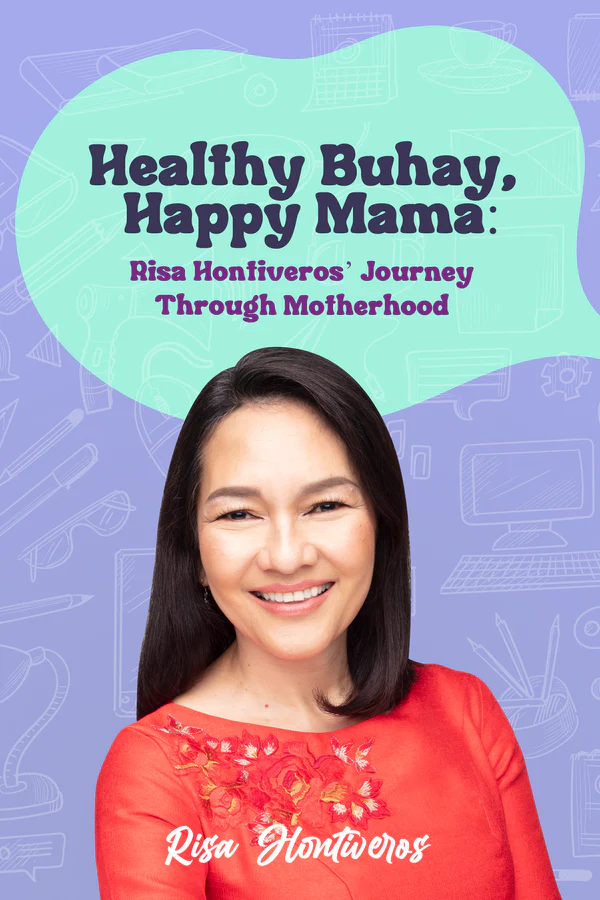 Healthy Buhay,
Happy Mama:
Risa Hontiveros' Journey
Through Motherhood
Risa Hontiveros